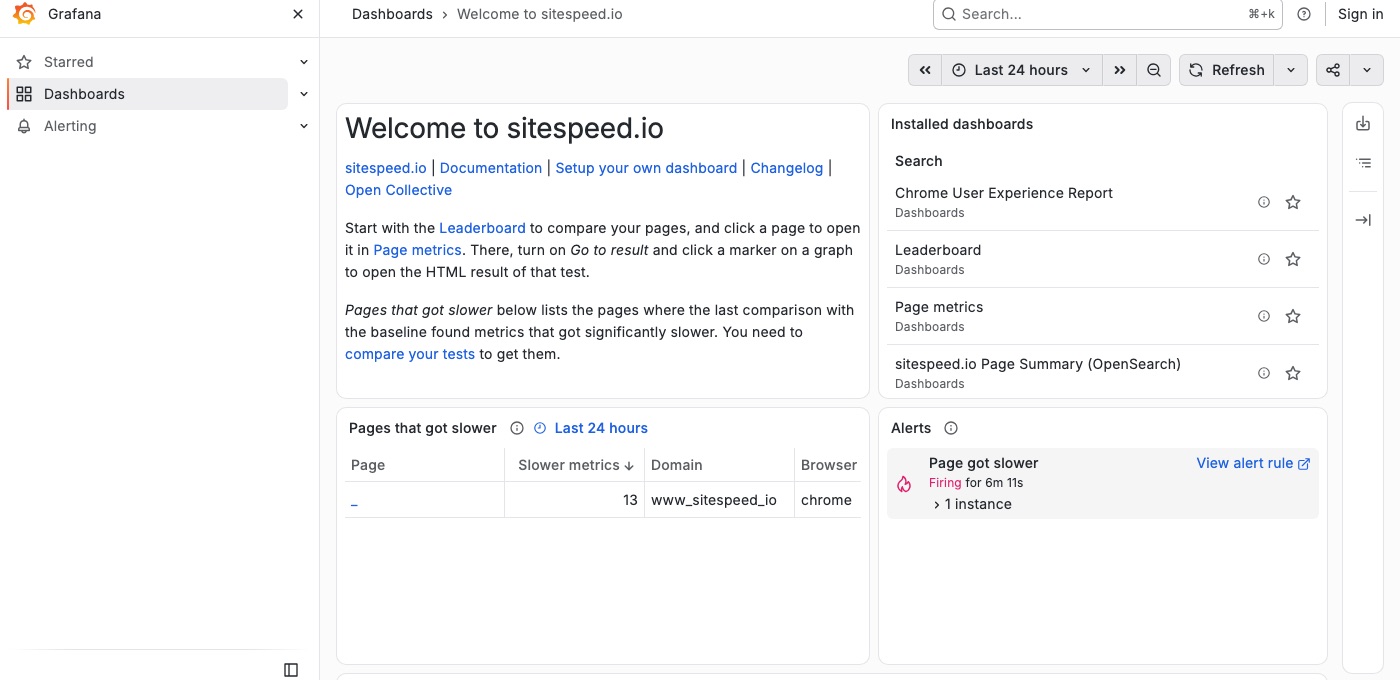 Grafana
Dashboards › Welcome to sitespeed.io
Search...
⌘+k
Sign in
Starred
Dashboards
Alerting
Last 24 hours
Refresh
Welcome to sitespeed.io
sitespeed.io | Documentation | Setup your own dashboard | Changelog |
Open Collective
Start with the Leaderboard to compare your pages, and click a page to open
it in Page metrics. There, turn on Go to result and click a marker on a graph
to open the HTML result of that test.
Pages that got slower below lists the pages where the last comparison with
the baseline found metrics that got significantly slower. You need to
compare your tests to get them.
Installed dashboards
Search
Chrome User Experience Report
Dashboards
Leaderboard
Dashboards
Page metrics
Dashboards
sitespeed.io Page Summary (OpenSearch)
Dashboards
Pages that got slower Last 24 hours
Page Slower metrics ↓ Domain Browser
_ 13 www_sitespeed_io chrome
Alerts
Page got slower View alert rule
Firing for 6m 11s
› 1 instance